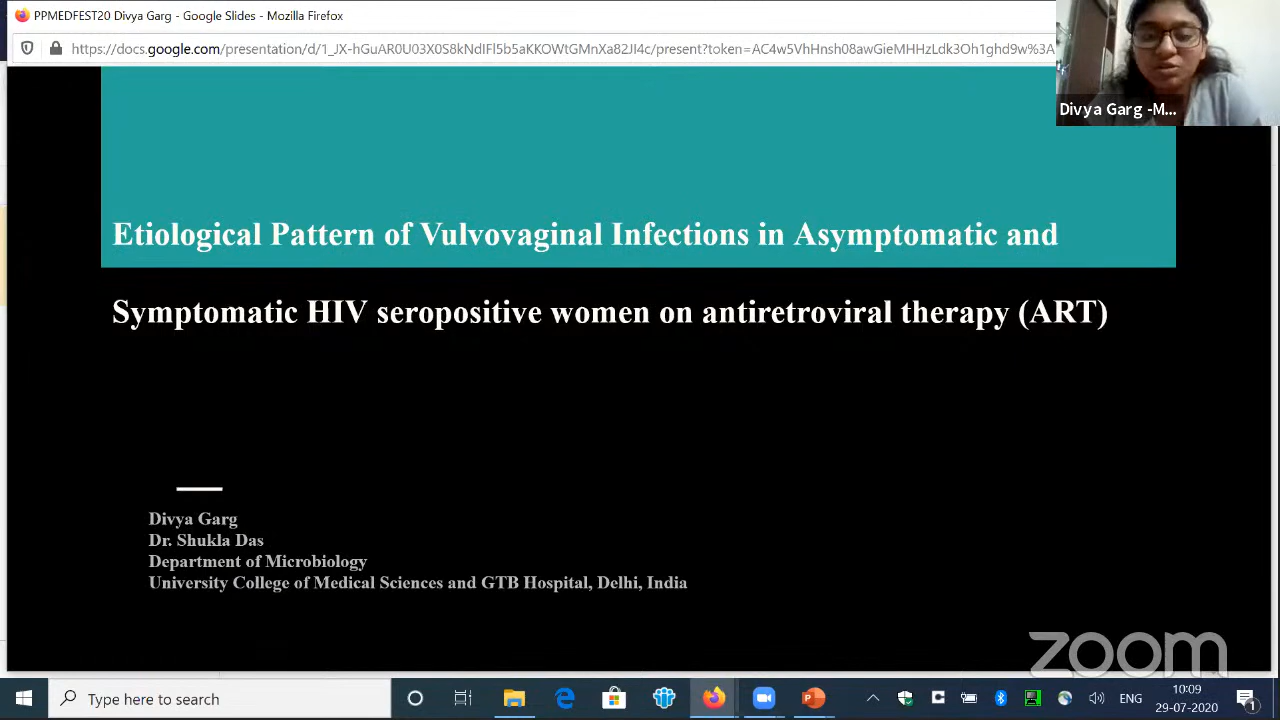 PPMEDFEST20 Divya Garg - Google Slides - Mozilla Firefox
Divya Garg -M...
Etiological Pattern of Vulvovaginal Infections in Asymptomatic and
Symptomatic HIV seropositive women on antiretroviral therapy (ART)
Divya Garg
Dr. Shukla Das
Department of Microbiology
University College of Medical Sciences and GTB Hospital, Delhi, India
zoom
Type here to search
ENG
10:09
29-07-2020
1